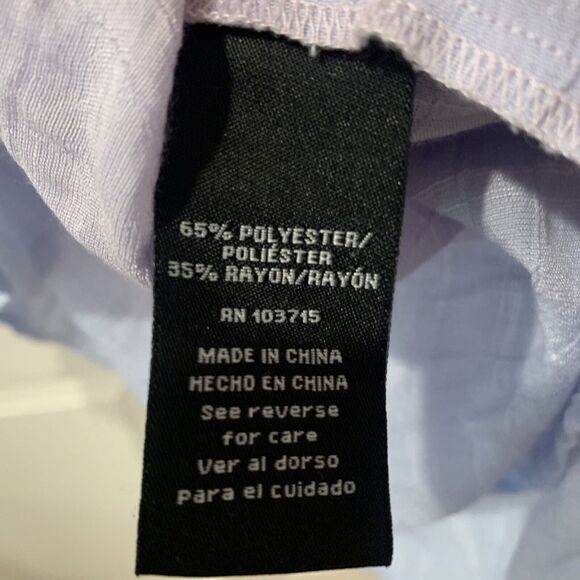 65% POLYESTER/
POLIÉSTER
35% RAYON/RAYÓN
RN 103715
MADE IN CHINA
HECHO EN CHINA
See reverse
for care
Ver al dorso
para el cuidado